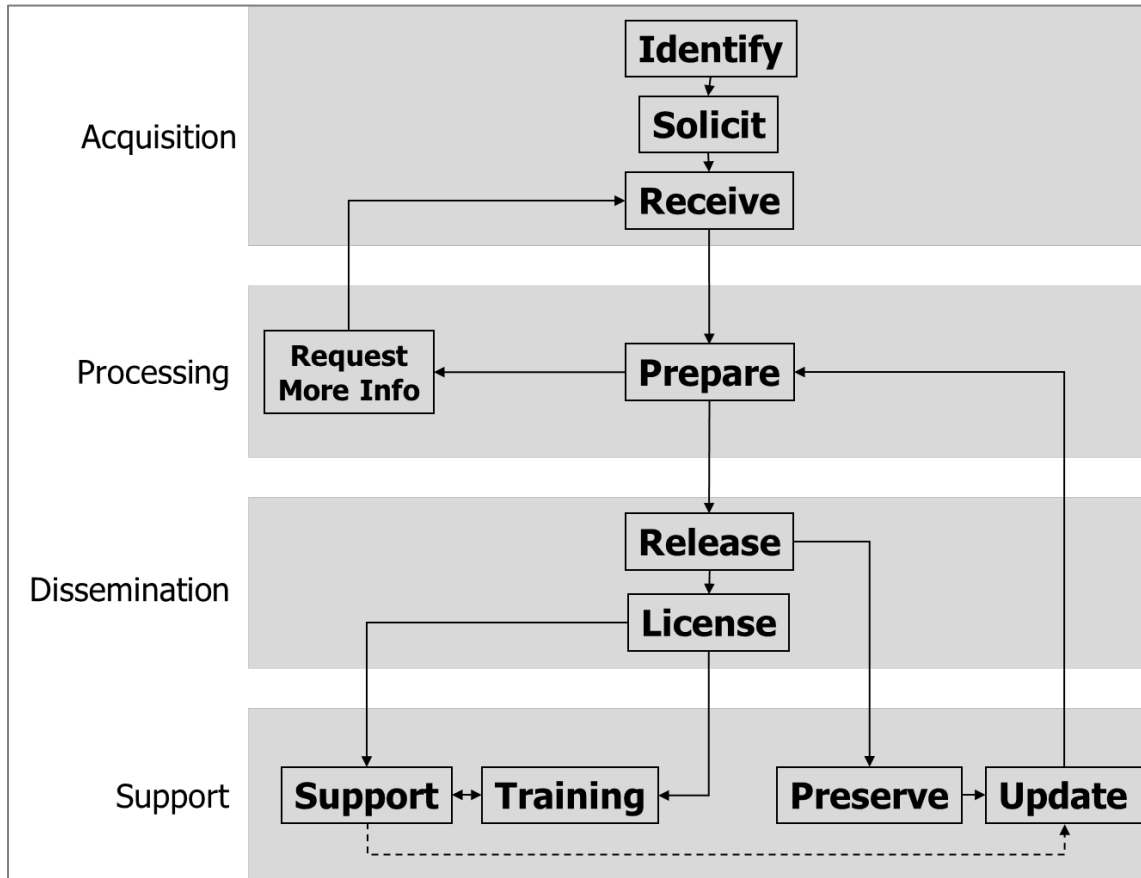 Acquisition
Identify
Solicit
Receive
Processing
Request
More Info
Prepare
Dissemination
Release
License
Support
Support
Training
Preserve
Update